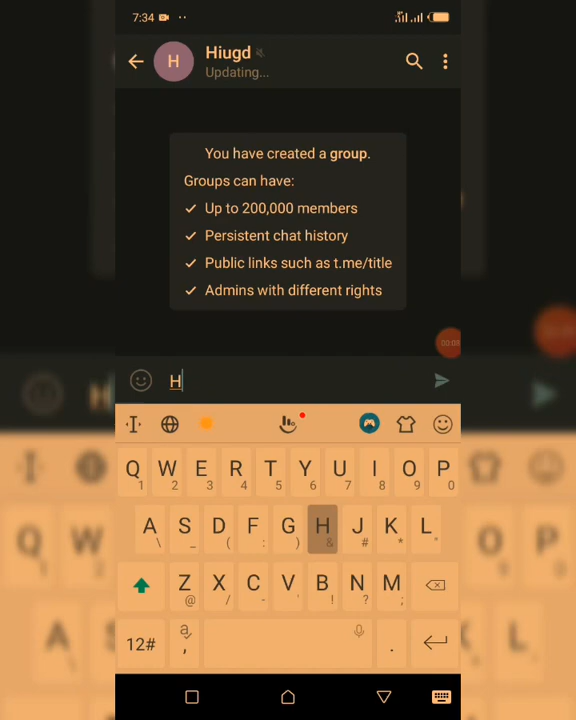 7:34
Hiugd
Updating...
You have created a group.
Groups can have:
✓ Up to 200,000 members
✓ Persistent chat history
✓ Public links such as t.me/title
✓ Admins with different rights
00:03
H
Q W E R T Y U I O P
1 2 3 4 5 6 7 8 9 0
A S D F G H J K L
\ _ ( : ) & # * "
Z X C V B N M
@ / - ' ! ? ;
12# a , .